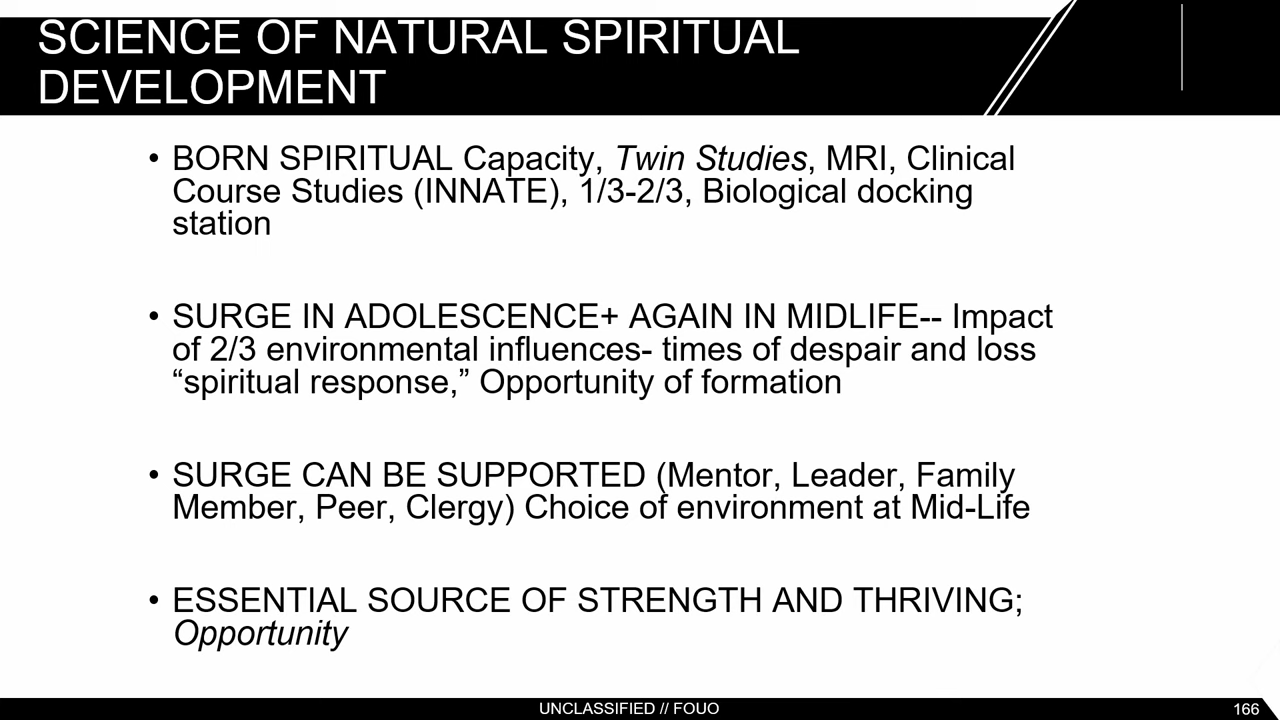 SCIENCE OF NATURAL SPIRITUAL
DEVELOPMENT
• BORN SPIRITUAL Capacity, Twin Studies, MRI, Clinical
Course Studies (INNATE), 1/3-2/3, Biological docking
station
• SURGE IN ADOLESCENCE+ AGAIN IN MIDLIFE-- Impact
of 2/3 environmental influences- times of despair and loss
“spiritual response,” Opportunity of formation
• SURGE CAN BE SUPPORTED (Mentor, Leader, Family
Member, Peer, Clergy) Choice of environment at Mid-Life
• ESSENTIAL SOURCE OF STRENGTH AND THRIVING;
Opportunity
UNCLASSIFIED // FOUO
166